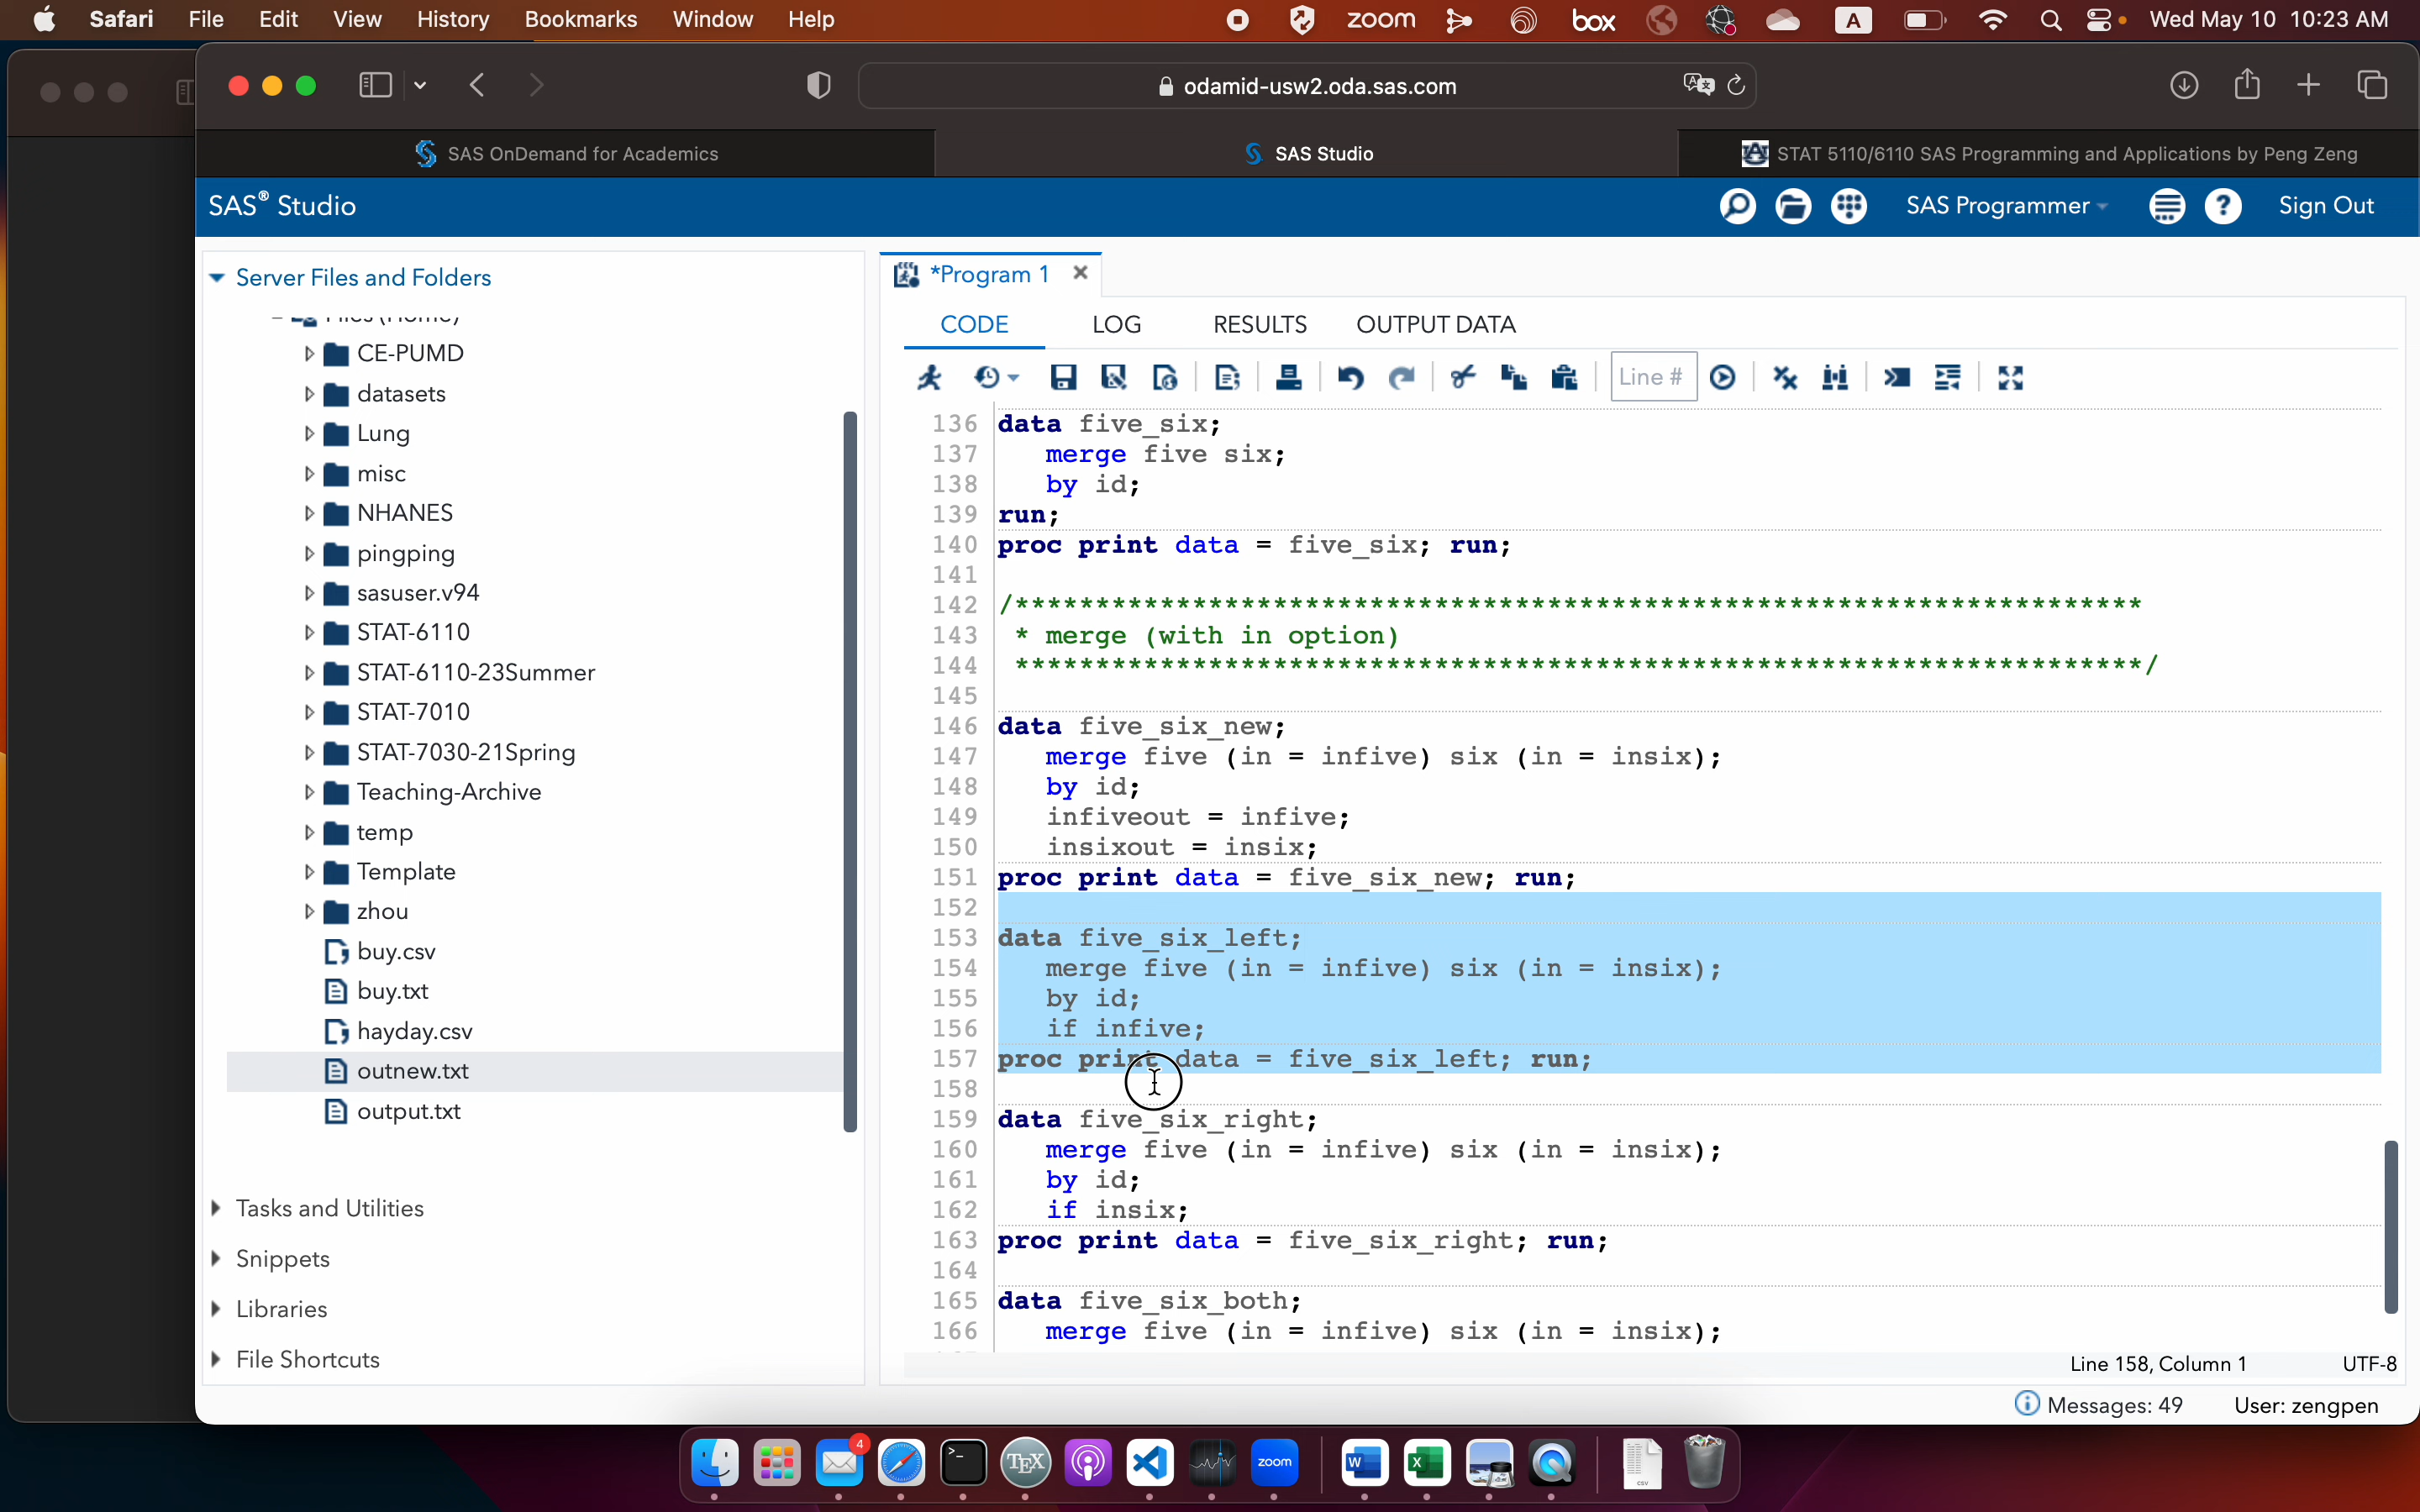 Safari File Edit View History Bookmarks Window Help zoom box A Wed May 10 10:23 AM
odamid-usw2.oda.sas.com
SAS OnDemand for Academics
SAS Studio
STAT 5110/6110 SAS Programming and Applications by Peng Zeng
SAS® Studio
SAS Programmer
Sign Out
Server Files and Folders
CE-PUMD
datasets
Lung
misc
NHANES
pingping
sasuser.v94
STAT-6110
STAT-6110-23Summer
STAT-7010
STAT-7030-21Spring
Teaching-Archive
temp
Template
zhou
buy.csv
buy.txt
hayday.csv
outnew.txt
output.txt
Tasks and Utilities
Snippets
Libraries
File Shortcuts
*Program 1
CODE LOG RESULTS OUTPUT DATA
Line #
136 data five_six;
137 merge five six;
138 by id;
139 run;
140 proc print data = five_six; run;
141
142 /**********************************************************************
143 * merge (with in option)
144 **********************************************************************/
145
146 data five_six_new;
147 merge five (in = infive) six (in = insix);
148 by id;
149 infiveout = infive;
150 insixout = insix;
151 proc print data = five_six_new; run;
152
153 data five_six_left;
154 merge five (in = infive) six (in = insix);
155 by id;
156 if infive;
157 proc print data = five_six_left; run;
158
159 data five_six_right;
160 merge five (in = infive) six (in = insix);
161 by id;
162 if insix;
163 proc print data = five_six_right; run;
164
165 data five_six_both;
166 merge five (in = infive) six (in = insix);
Line 158, Column 1
UTF-8
Messages: 49
User: zengpen
4
TEX
zoom
W
X
CSV